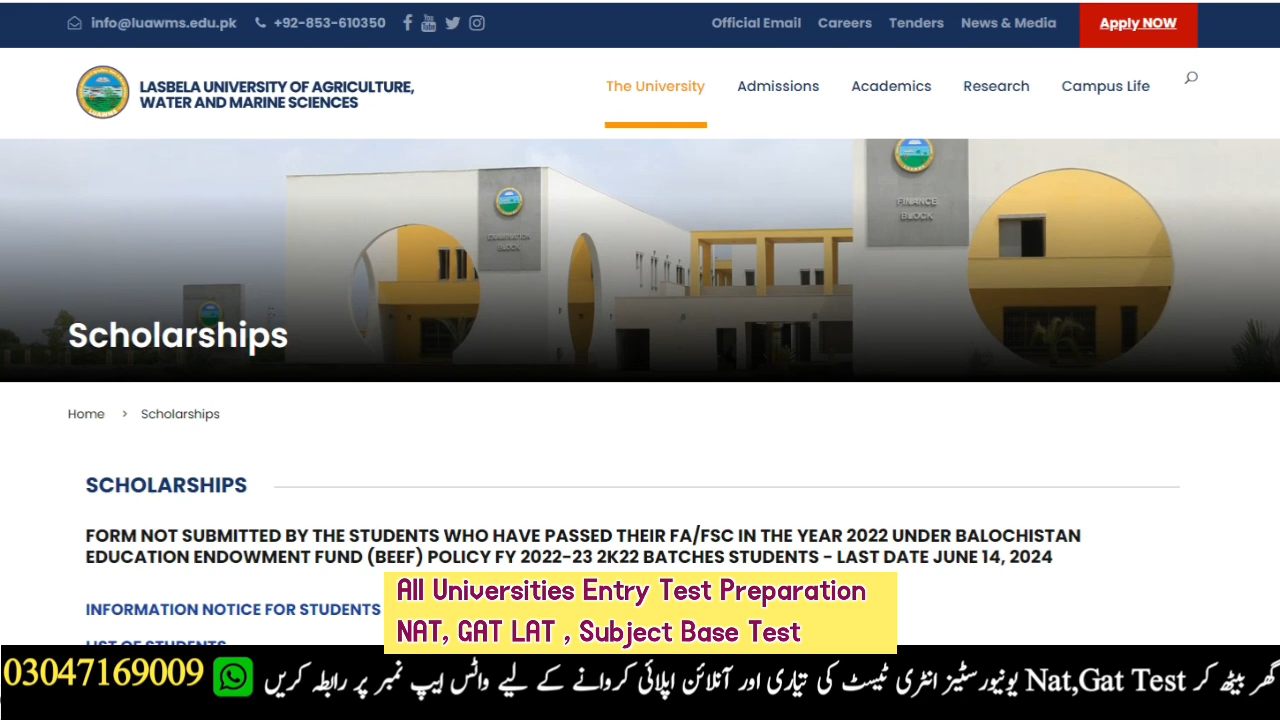 info@luawms.edu.pk +92-853-610350 Official Email Careers Tenders News & Media Apply NOW
LASBELA UNIVERSITY OF AGRICULTURE,
WATER AND MARINE SCIENCES
The University Admissions Academics Research Campus Life
FINANCE
BLOCK
EXAMINATION
BLOCK
Scholarships
Home > Scholarships
SCHOLARSHIPS
FORM NOT SUBMITTED BY THE STUDENTS WHO HAVE PASSED THEIR FA/FSC IN THE YEAR 2022 UNDER BALOCHISTAN
EDUCATION ENDOWMENT FUND (BEEF) POLICY FY 2022-23 2K22 BATCHES STUDENTS - LAST DATE JUNE 14, 2024
INFORMATION NOTICE FOR STUDENTS
LIST OF STUDENTS
All Universities Entry Test Preparation
NAT, GAT LAT , Subject Base Test
گھر بیٹھ کر Nat,Gat Test یونیورسٹیز انٹری ٹیسٹ کی تیاری اور آنلائن اپلائی کروانے کے لیے واٹس ایپ نمبر پر رابطہ کریں 03047169009